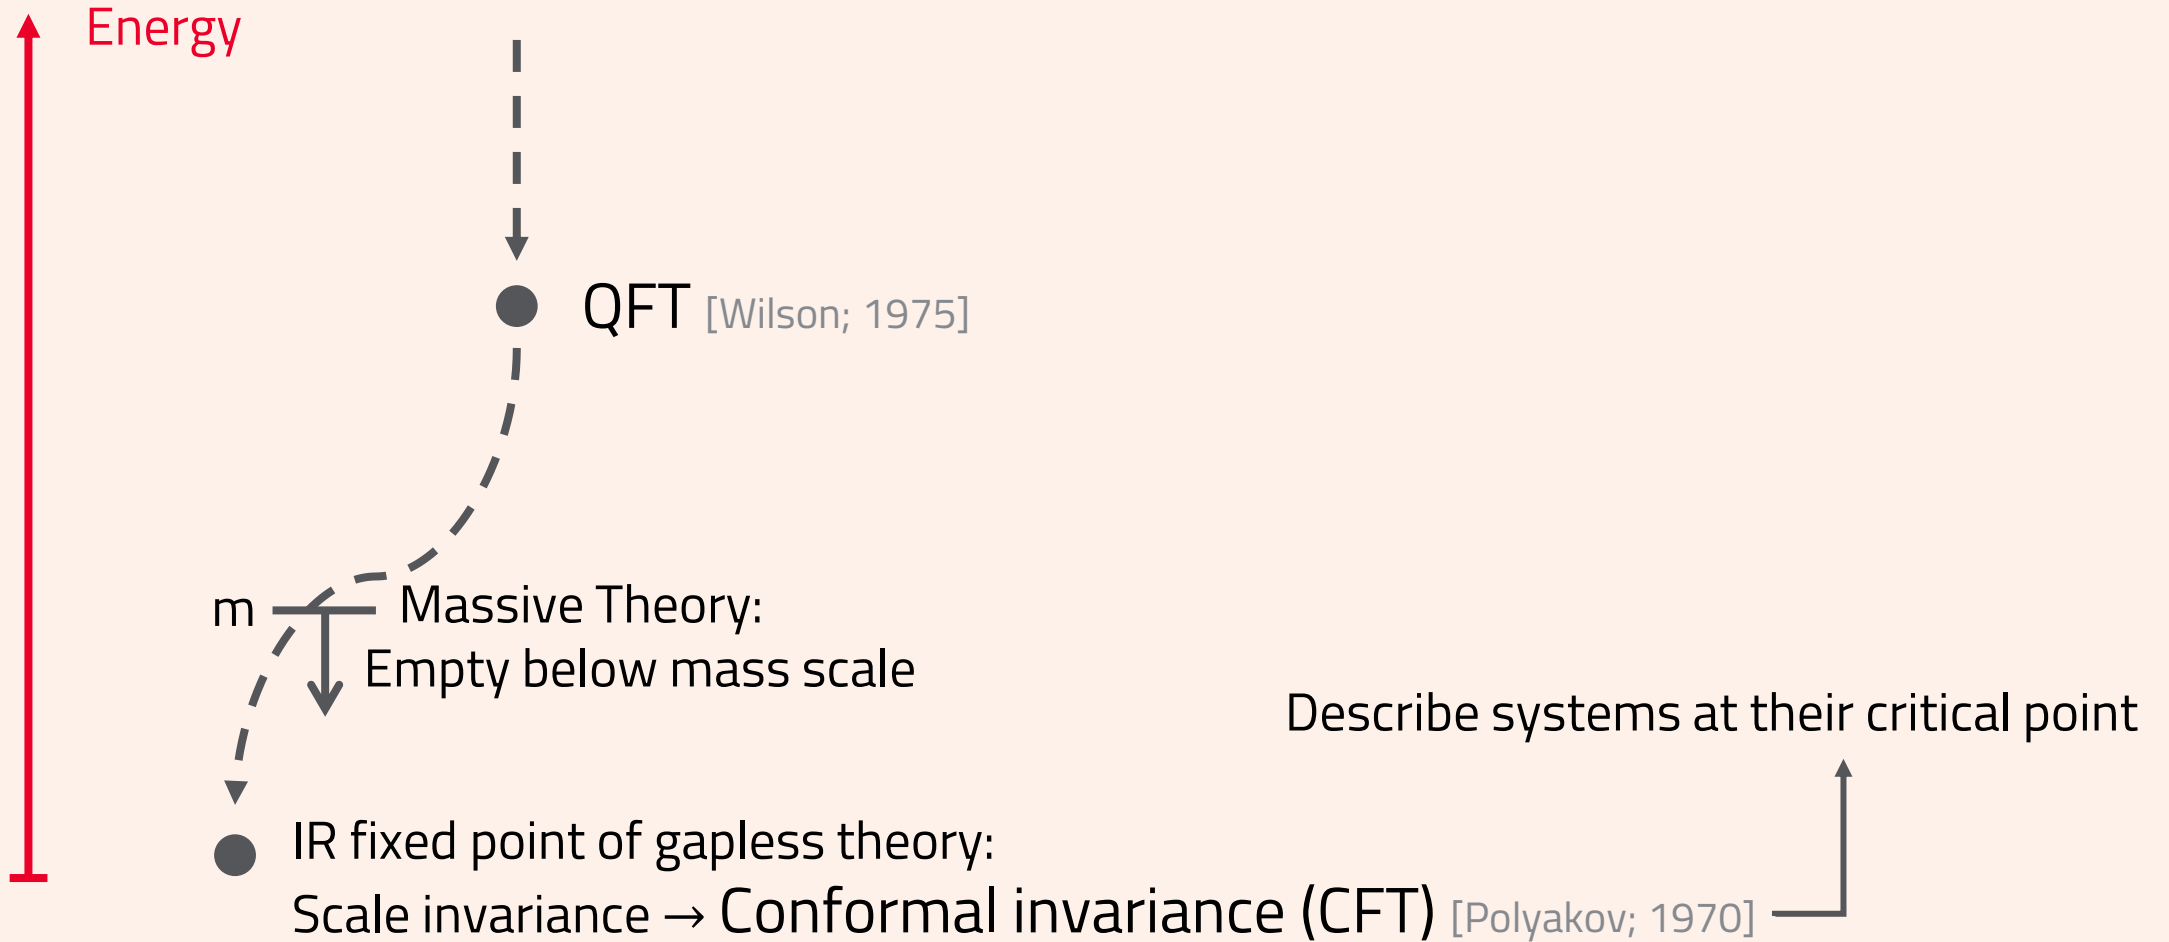 Energy
QFT [Wilson; 1975]
m
Massive Theory:
Empty below mass scale
Describe systems at their critical point
IR fixed point of gapless theory:
Scale invariance → Conformal invariance (CFT) [Polyakov; 1970]